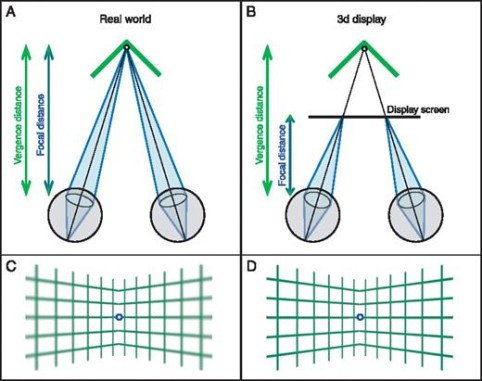 A
Real world
Vergence distance
Focal distance
B
3d display
Vergence distance
Focal distance
Display screen
C
D